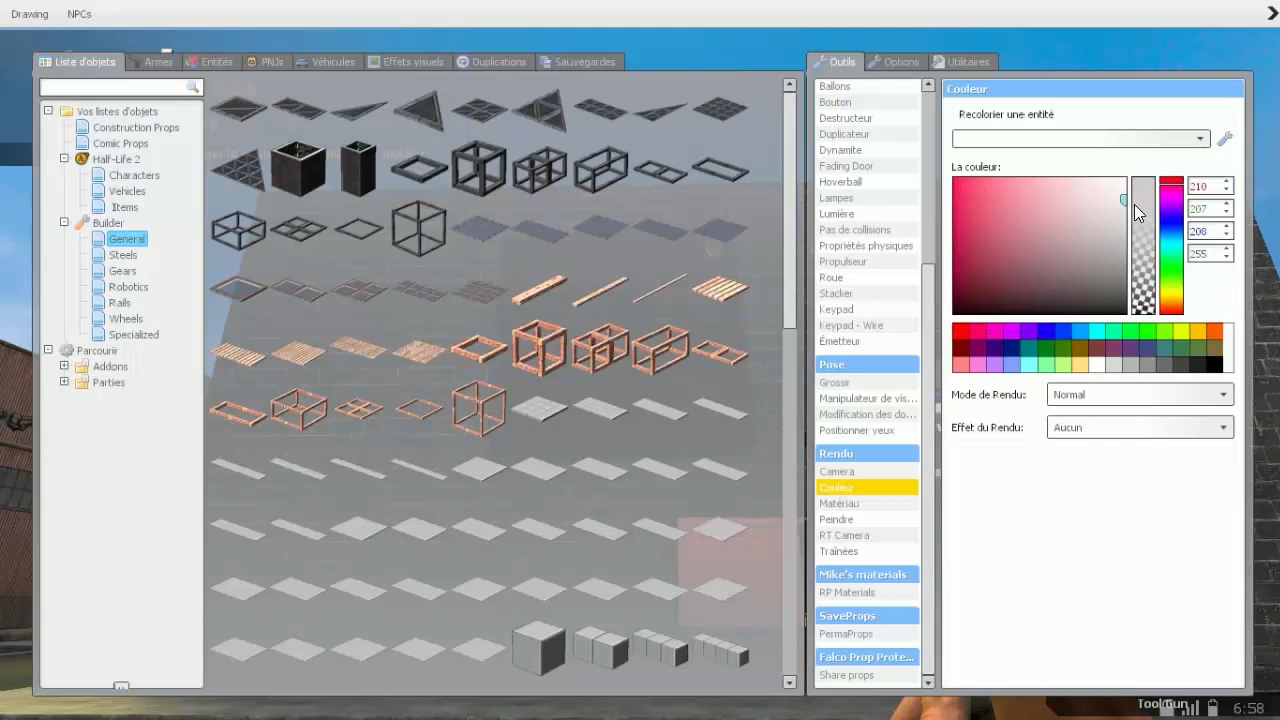 Drawing NPCs
Liste d'objets Armes Entités PNJs Véhicules Effets visuels Duplications Sauvegardes
Vos listes d'objets
Construction Props
Comic Props
Half-Life 2
Characters
Vehicles
Items
Builder
General
Steels
Gears
Robotics
Rails
Wheels
Specialized
Parcourir
Addons
Parties
Outils Options Utilitaires
Ballons
Bouton
Destructeur
Duplicateur
Dynamite
Fading Door
Hoverball
Lampes
Lumière
Pas de collisions
Propriétés physiques
Propulseur
Roue
Stacker
Keypad
Keypad - Wire
Émetteur
Pose
Grossir
Manipulateur de vis...
Modification des do...
Positionner yeux
Rendu
Camera
Couleur
Matériau
Peindre
RT Camera
Traînées
Mike's materials
RP Materials
SaveProps
PermaProps
Falco Prop Prote...
Share props
Couleur
Recolorier une entité
La couleur:
210
207
208
255
Mode de Rendu: Normal
Effet du Rendu: Aucun
Tool Gun
6:58